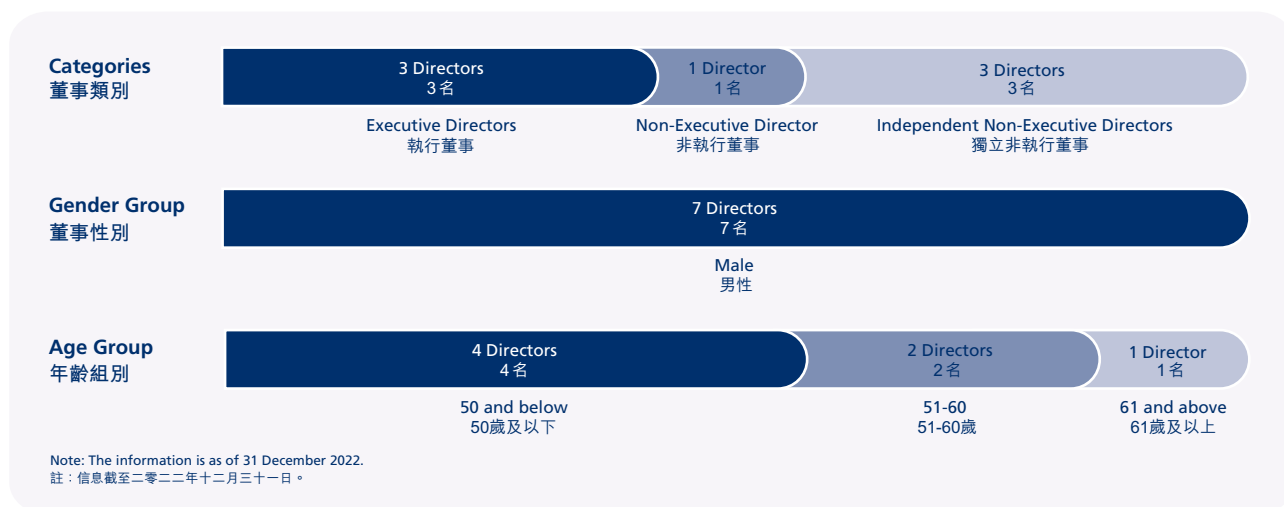 Categories
董事類別
3 Directors
3名
1 Director
1名
3 Directors
3名
Executive Directors
執行董事
Non-Executive Director
非執行董事
Independent Non-Executive Directors
獨立非執行董事
Gender Group
董事性別
7 Directors
7名
Male
男性
Age Group
年齡組別
4 Directors
4名
2 Directors
2名
1 Director
1名
50 and below
50歲及以下
51-60
51-60歲
61 and above
61歲及以上
Note: The information is as of 31 December 2022.
註：信息截至二零二二年十二月三十一日。